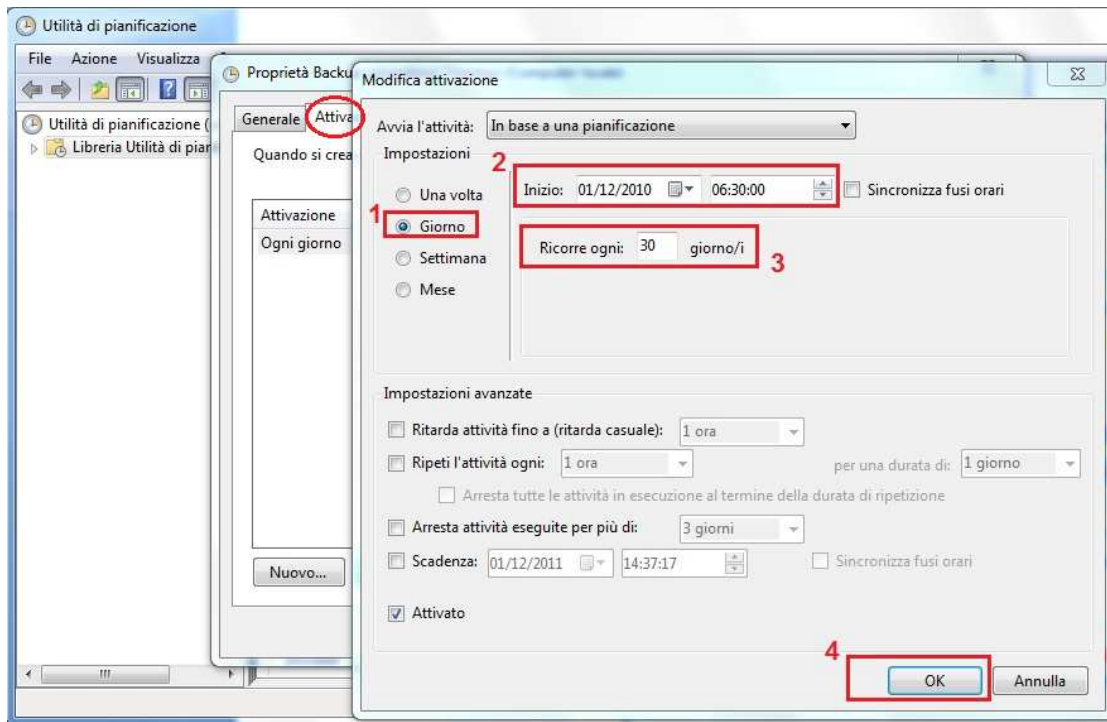 Utilità di pianificazione
File Azione Visualizza
Proprietà Backu
Modifica attivazione
Utilità di pianificazione (
Libreria Utilità di pian
Generale Attiva
Quando si crea
Attivazione
Ogni giorno
Nuovo...
Avvia l'attività: In base a una pianificazione
Impostazioni
2
Una volta
Inizio: 01/12/2010 06:30:00 Sincronizza fusi orari
1
Giorno
Ricorre ogni: 30 giorno/i
3
Settimana
Mese
Impostazioni avanzate
Ritarda attività fino a (ritarda casuale): 1 ora
Ripeti l'attività ogni: 1 ora per una durata di: 1 giorno
Arresta tutte le attività in esecuzione al termine della durata di ripetizione
Arresta attività eseguite per più di: 3 giorni
Scadenza: 01/12/2011 14:37:17 Sincronizza fusi orari
Attivato
4
OK Annulla